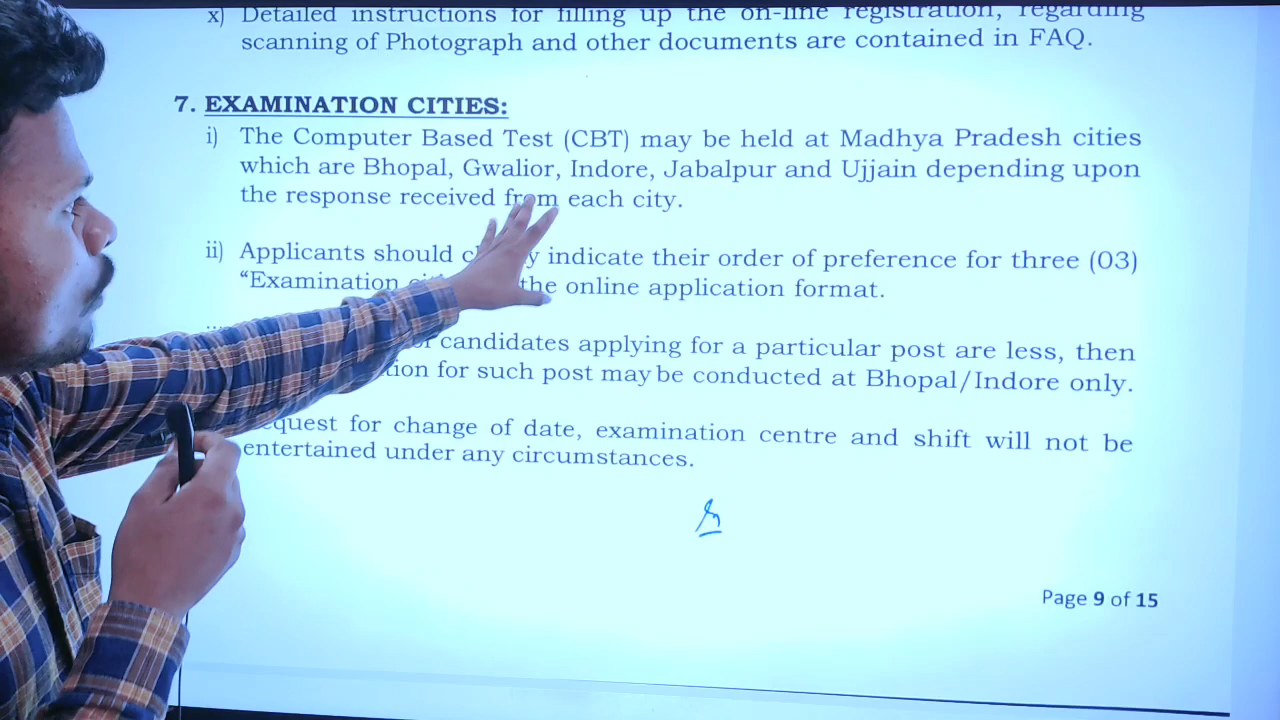 x) Detailed instructions for filling up the on-line registration, regarding
scanning of Photograph and other documents are contained in FAQ.
7. EXAMINATION CITIES:
i) The Computer Based Test (CBT) may be held at Madhya Pradesh cities
which are Bhopal, Gwalior, Indore, Jabalpur and Ujjain depending upon
the response received from each city.
ii) Applicants should indicate their order of preference for three (03)
“Examination the online application format.
candidates applying for a particular post are less, then
for such post may be conducted at Bhopal/Indore only.
for change of date, examination centre and shift will not be
entertained under any circumstances.
Page 9 of 15